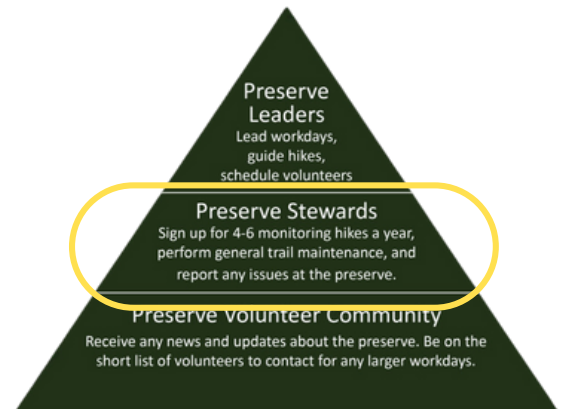 Preserve
Leaders
Lead workdays,
guide hikes,
schedule volunteers
Preserve Stewards
Sign up for 4-6 monitoring hikes a year,
perform general trail maintenance, and
report any issues at the preserve.
Preserve Volunteer Community
Receive any news and updates about the preserve. Be on the
short list of volunteers to contact for any larger workdays.